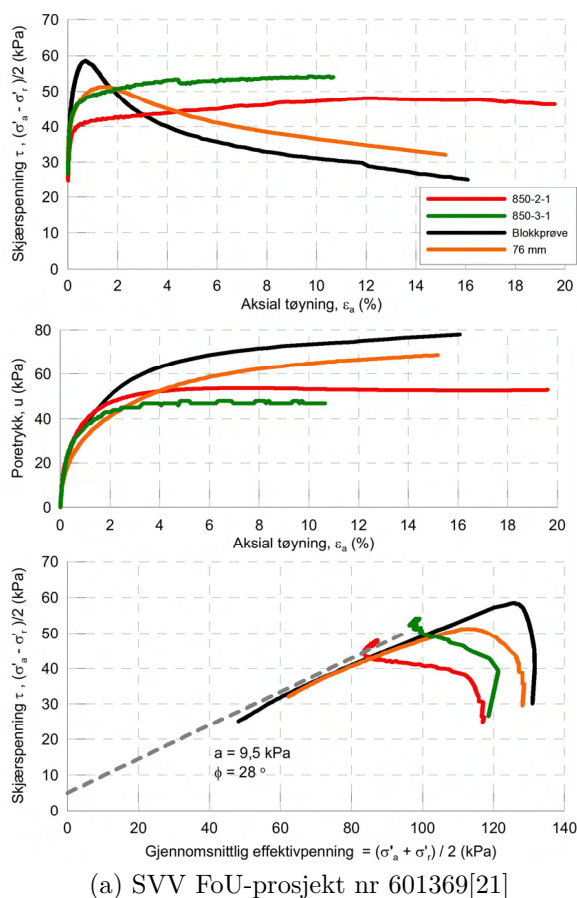 Skjærspenning τ , (σ'a - σ'r )/2 (kPa)
70
60
50
40
30
20
10
0
0 2 4 6 8 10 12 14 16 18 20
Aksial tøyning, εa (%)
850-2-1
850-3-1
Blokkprøve
76 mm
Poretrykk, u (kPa)
80
60
40
20
0
0 2 4 6 8 10 12 14 16 18 20
Aksial tøyning, εa (%)
Skjærspenning τ , (σ'a - σ'r )/2 (kPa)
70
60
50
40
30
20
10
0
a = 9,5 kPa
ϕ = 28 °
0 20 40 60 80 100 120 140
Gjennomsnittlig effektivpenning = (σ'a + σ'r) / 2 (kPa)
(a) SVV FoU-prosjekt nr 601369[21]